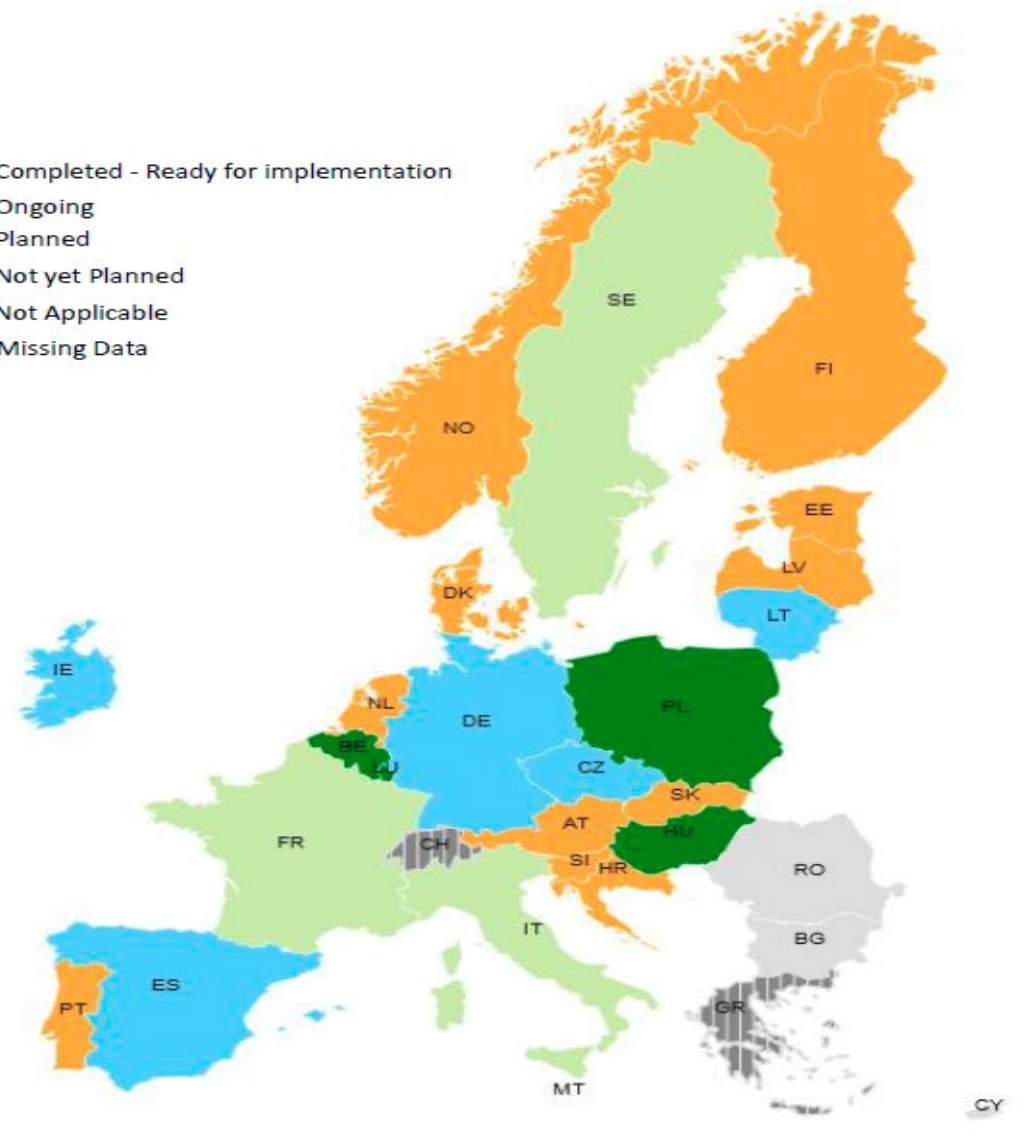 Completed - Ready for implementation
Ongoing
Planned
Not yet Planned
Not Applicable
Missing Data
SE
FI
NO
EE
LV
DK
LT
IE
NL
DE
PL
BE
LU
CZ
SK
AT
HU
FR
CH
SI
HR
RO
IT
BG
ES
PT
GR
MT
CY